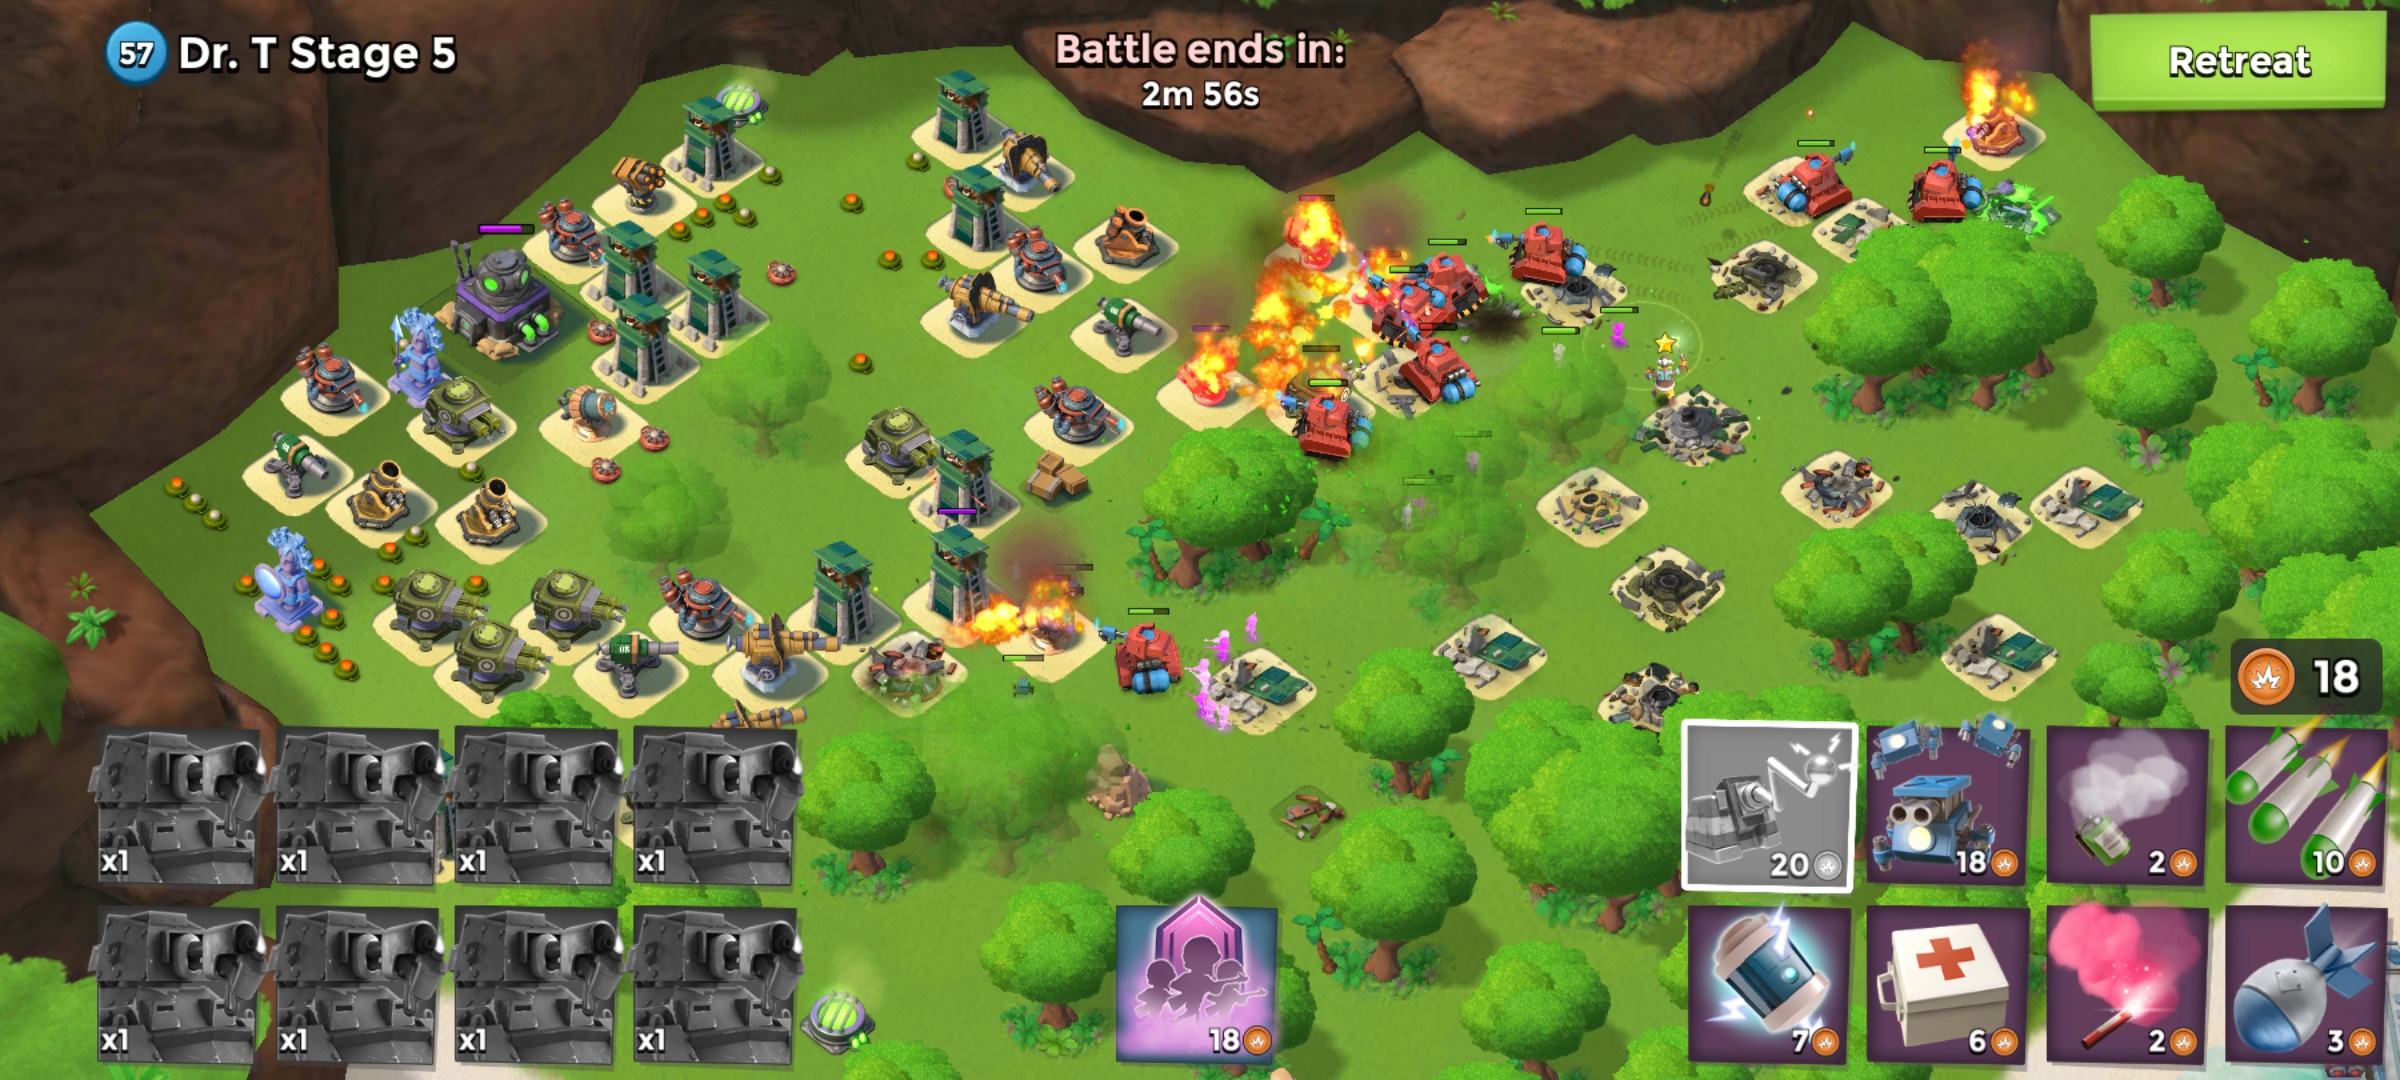 57 Dr. T Stage 5
Battle ends in:
2m 56s
Retreat
18
x1 x1 x1 x1
20 18 2 10
x1 x1 x1 x1
18
7 6 2 3